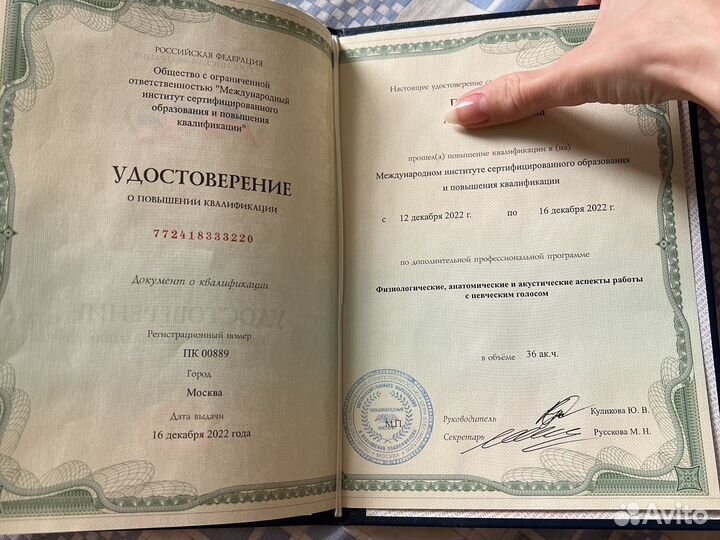 РОССИЙСКАЯ ФЕДЕРАЦИЯ
Общество с ограниченной
ответственностью "Международный
институт сертифицированного
образования и повышения
квалификации"
УДОСТОВЕРЕНИЕ
О ПОВЫШЕНИИ КВАЛИФИКАЦИИ
772418333220
Документ о квалификации
Регистрационный номер
ПК 00889
Город
Москва
Дата выдачи
16 декабря 2022 года
Настоящее удостоверение
прошел(а) повышение квалификации в (на)
Международном институте сертифицированного образования
и повышения квалификации
с 12 декабря 2022 г. по 16 декабря 2022 г.
по дополнительной профессиональной программе
Физиологические, анатомические и акустические аспекты работы
с певческим голосом
в объёме 36 ак.ч.
М.П.
Руководитель Куликова Ю. В.
Секретарь Русскова М. Н.
Avito